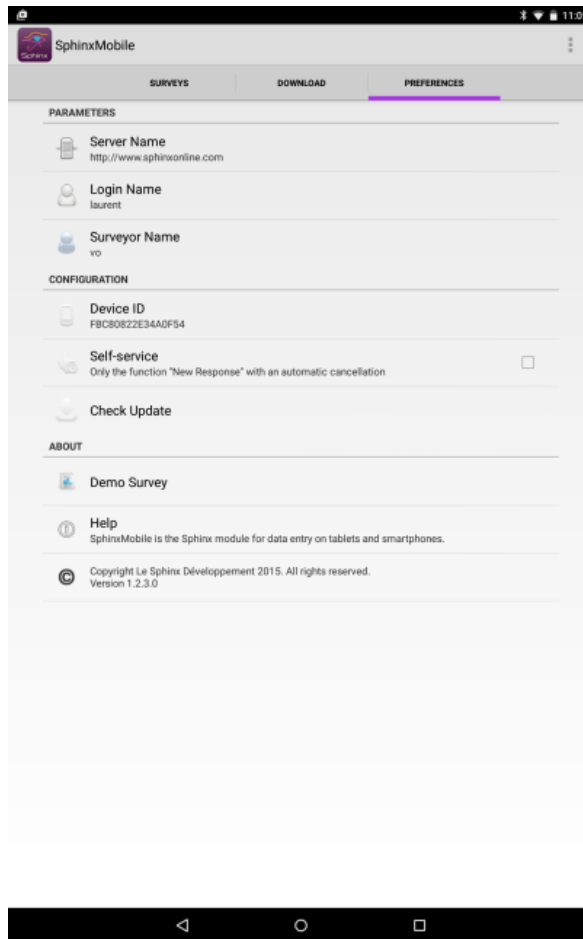 11:0
Sphinx
SphinxMobile
SURVEYS
DOWNLOAD
PREFERENCES
PARAMETERS
Server Name
http://www.sphinxonline.com
Login Name
laurent
Surveyor Name
vo
CONFIGURATION
Device ID
FBC80822E34A0F54
Self-service
Only the function "New Response" with an automatic cancellation
Check Update
ABOUT
Demo Survey
Help
SphinxMobile is the Sphinx module for data entry on tablets and smartphones.
© Copyright Le Sphinx Développement 2015. All rights reserved.
Version 1.2.3.0